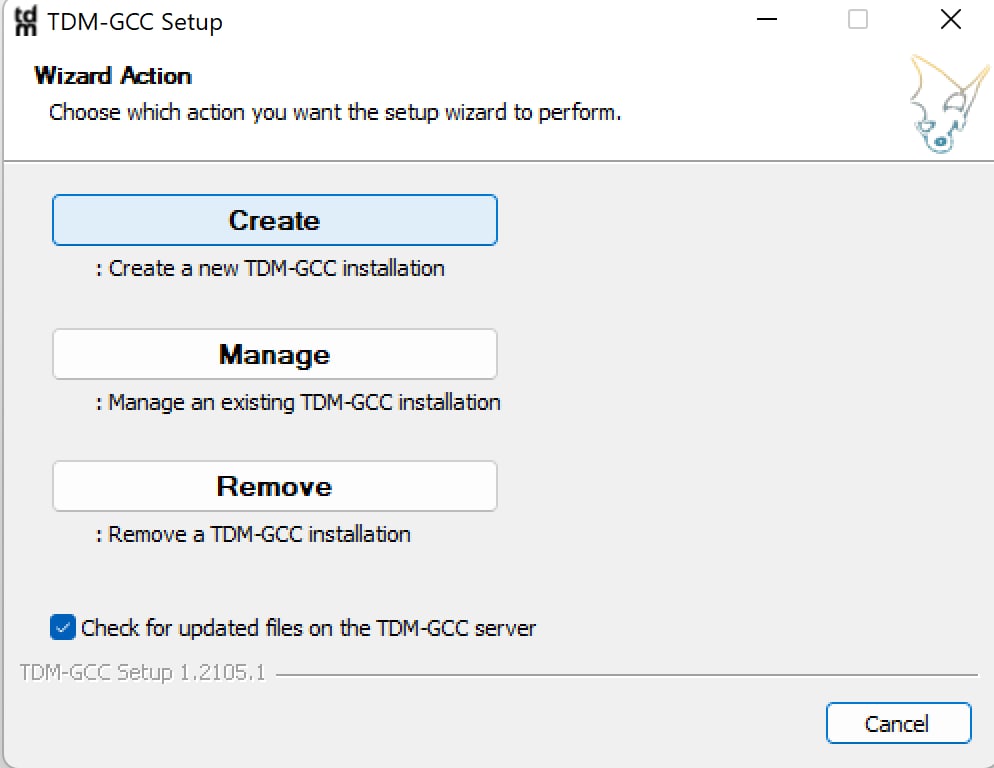 tdm TDM-GCC Setup
Wizard Action
Choose which action you want the setup wizard to perform.
Create
: Create a new TDM-GCC installation
Manage
: Manage an existing TDM-GCC installation
Remove
: Remove a TDM-GCC installation
Check for updated files on the TDM-GCC server
TDM-GCC Setup 1.2105.1
Cancel